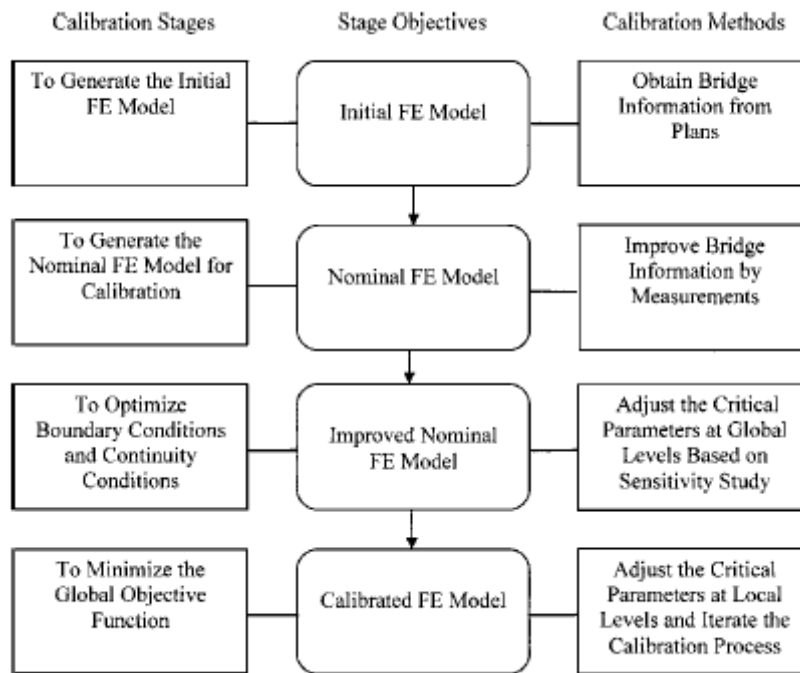 Calibration Stages
Stage Objectives
Calibration Methods
To Generate the Initial
FE Model
Initial FE Model
Obtain Bridge
Information from
Plans
To Generate the
Nominal FE Model for
Calibration
Nominal FE Model
Improve Bridge
Information by
Measurements
To Optimize
Boundary Conditions
and Continuity
Conditions
Improved Nominal
FE Model
Adjust the Critical
Parameters at Global
Levels Based on
Sensitivity Study
To Minimize the
Global Objective
Function
Calibrated FE Model
Adjust the Critical
Parameters at Local
Levels and Iterate the
Calibration Process